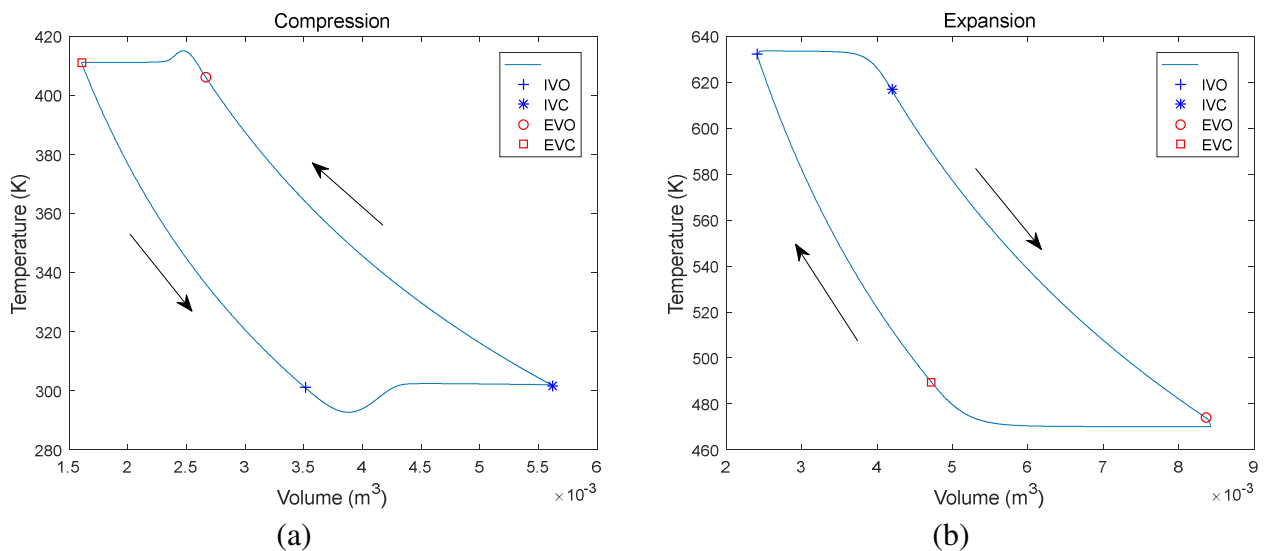 Compression
420
400
380
360
340
320
300
280
Temperature (K)
1.5
2
2.5
3
3.5
4
4.5
5
5.5
6
×10⁻³
Volume (m³)
IVO
IVC
EVO
EVC
(a)
Expansion
640
620
600
580
560
540
520
500
480
460
Temperature (K)
2
3
4
5
6
7
8
9
×10⁻³
Volume (m³)
IVO
IVC
EVO
EVC
(b)